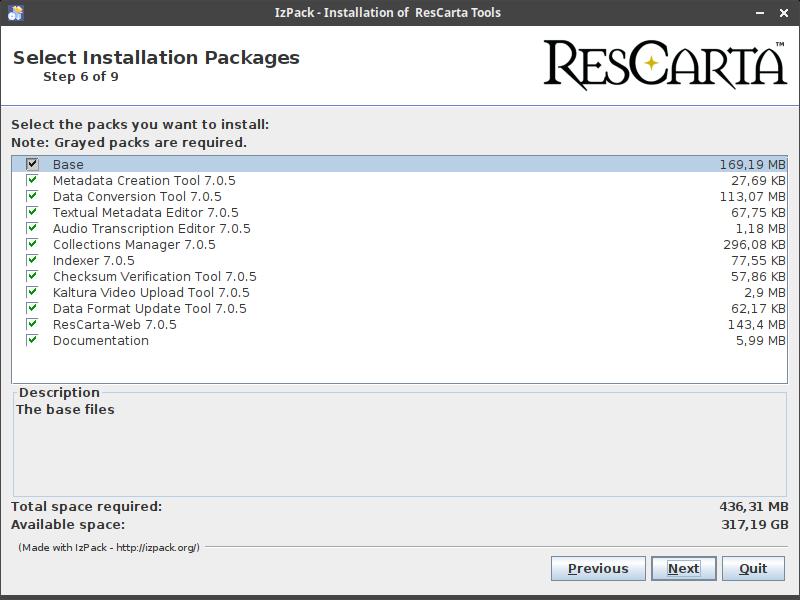 IzPack - Installation of ResCarta Tools
Select Installation Packages
Step 6 of 9
RESCARTA™
Select the packs you want to install:
Note: Grayed packs are required.
Base 169,19 MB
Metadata Creation Tool 7.0.5 27,69 KB
Data Conversion Tool 7.0.5 113,07 MB
Textual Metadata Editor 7.0.5 67,75 KB
Audio Transcription Editor 7.0.5 1,18 MB
Collections Manager 7.0.5 296,08 KB
Indexer 7.0.5 77,55 KB
Checksum Verification Tool 7.0.5 57,86 KB
Kaltura Video Upload Tool 7.0.5 2,9 MB
Data Format Update Tool 7.0.5 62,17 KB
ResCarta-Web 7.0.5 143,4 MB
Documentation 5,99 MB
Description
The base files
Total space required: 436,31 MB
Available space: 317,19 GB
(Made with IzPack - http://izpack.org/)
Previous Next Quit